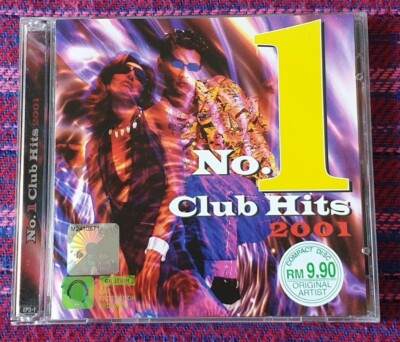 No.1 Club Hits 2001
No. 1
Club Hits
2001
COMPACT DISC
RM 9.90
ORIGINAL
ARTIST